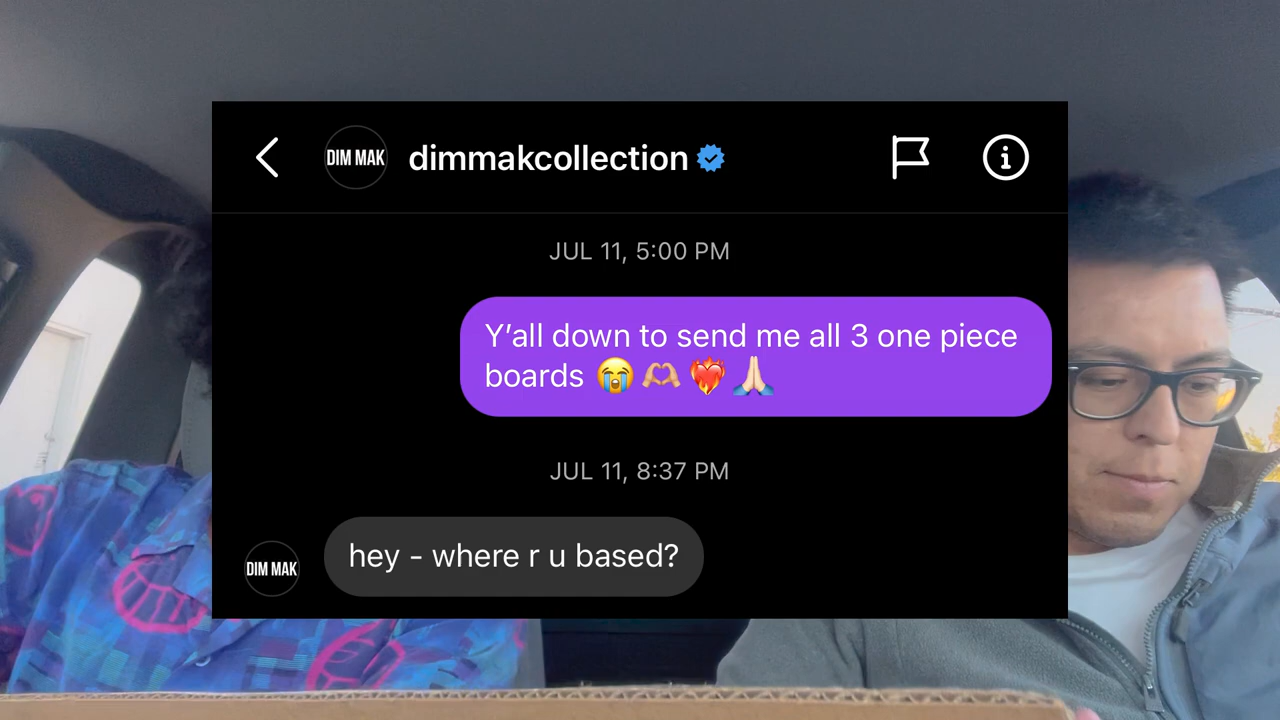 DIM MAK
dimmakcollection
JUL 11, 5:00 PM
Y’all down to send me all 3 one piece
boards 😭🫶🏼❤️‍🔥🙏🏻
JUL 11, 8:37 PM
hey - where r u based?
DIM MAK